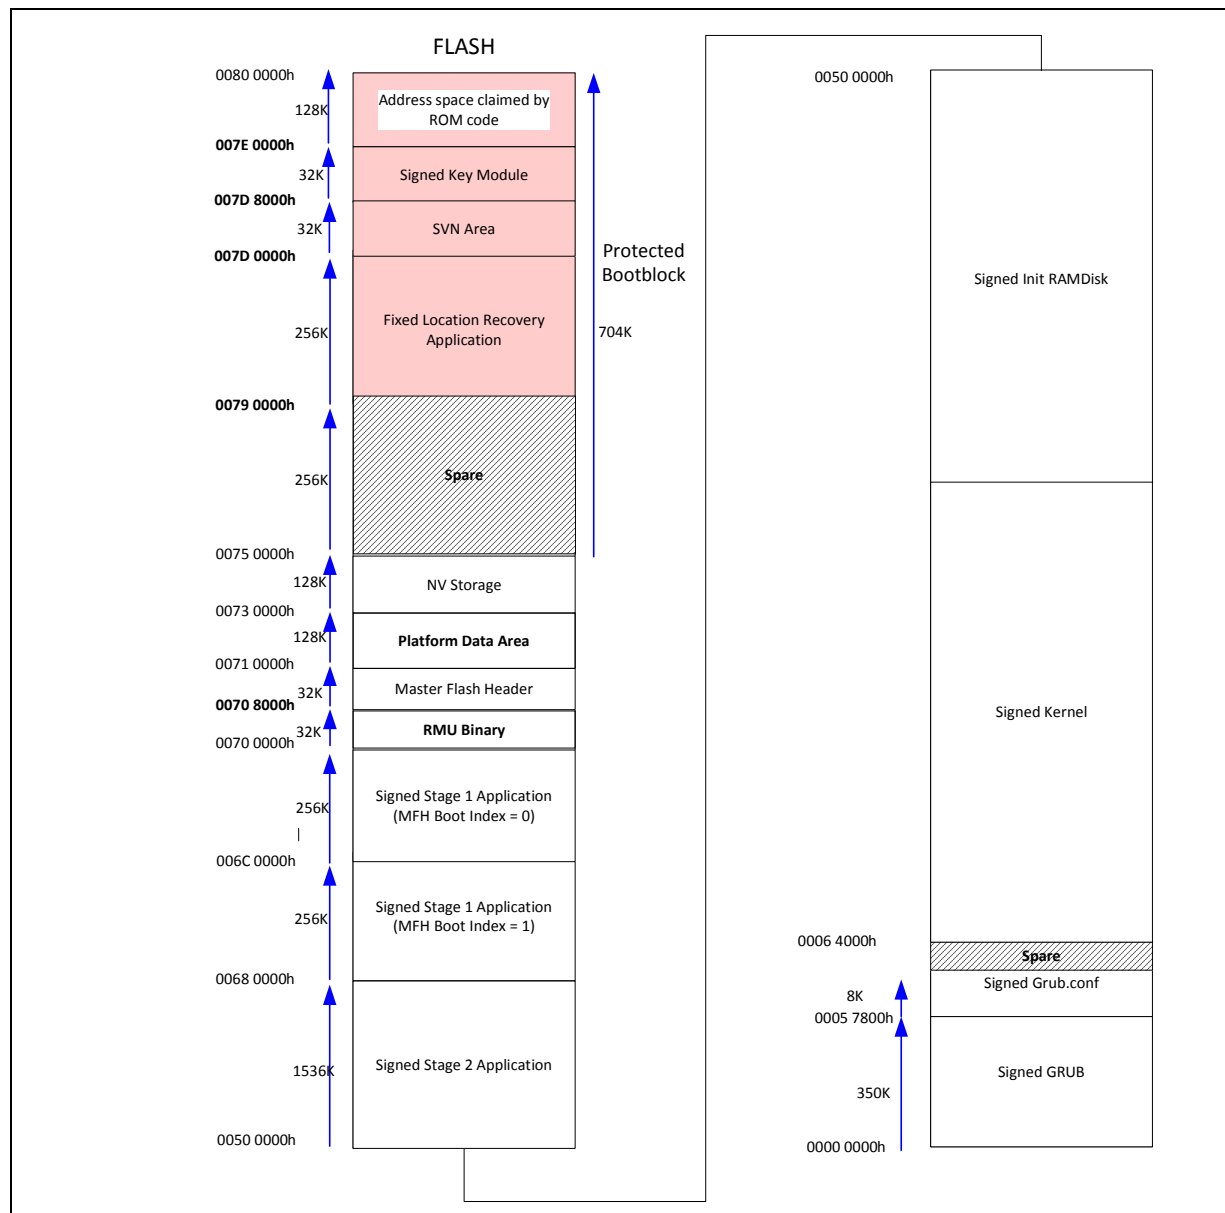 FLASH
0080 0000h
Address space claimed by
ROM code
128K
007E 0000h
Signed Key Module
32K
007D 8000h
SVN Area
32K
007D 0000h
Protected
Bootblock
Fixed Location Recovery
Application
256K
704K
0079 0000h
Spare
256K
0075 0000h
NV Storage
128K
0073 0000h
Platform Data Area
128K
0071 0000h
Master Flash Header
32K
0070 8000h
RMU Binary
32K
0070 0000h
Signed Stage 1 Application
(MFH Boot Index = 0)
256K
006C 0000h
Signed Stage 1 Application
(MFH Boot Index = 1)
256K
0068 0000h
Signed Stage 2 Application
1536K
0050 0000h
0050 0000h
Signed Init RAMDisk
Signed Kernel
0006 4000h
Spare
Signed Grub.conf
8K
0005 7800h
Signed GRUB
350K
0000 0000h